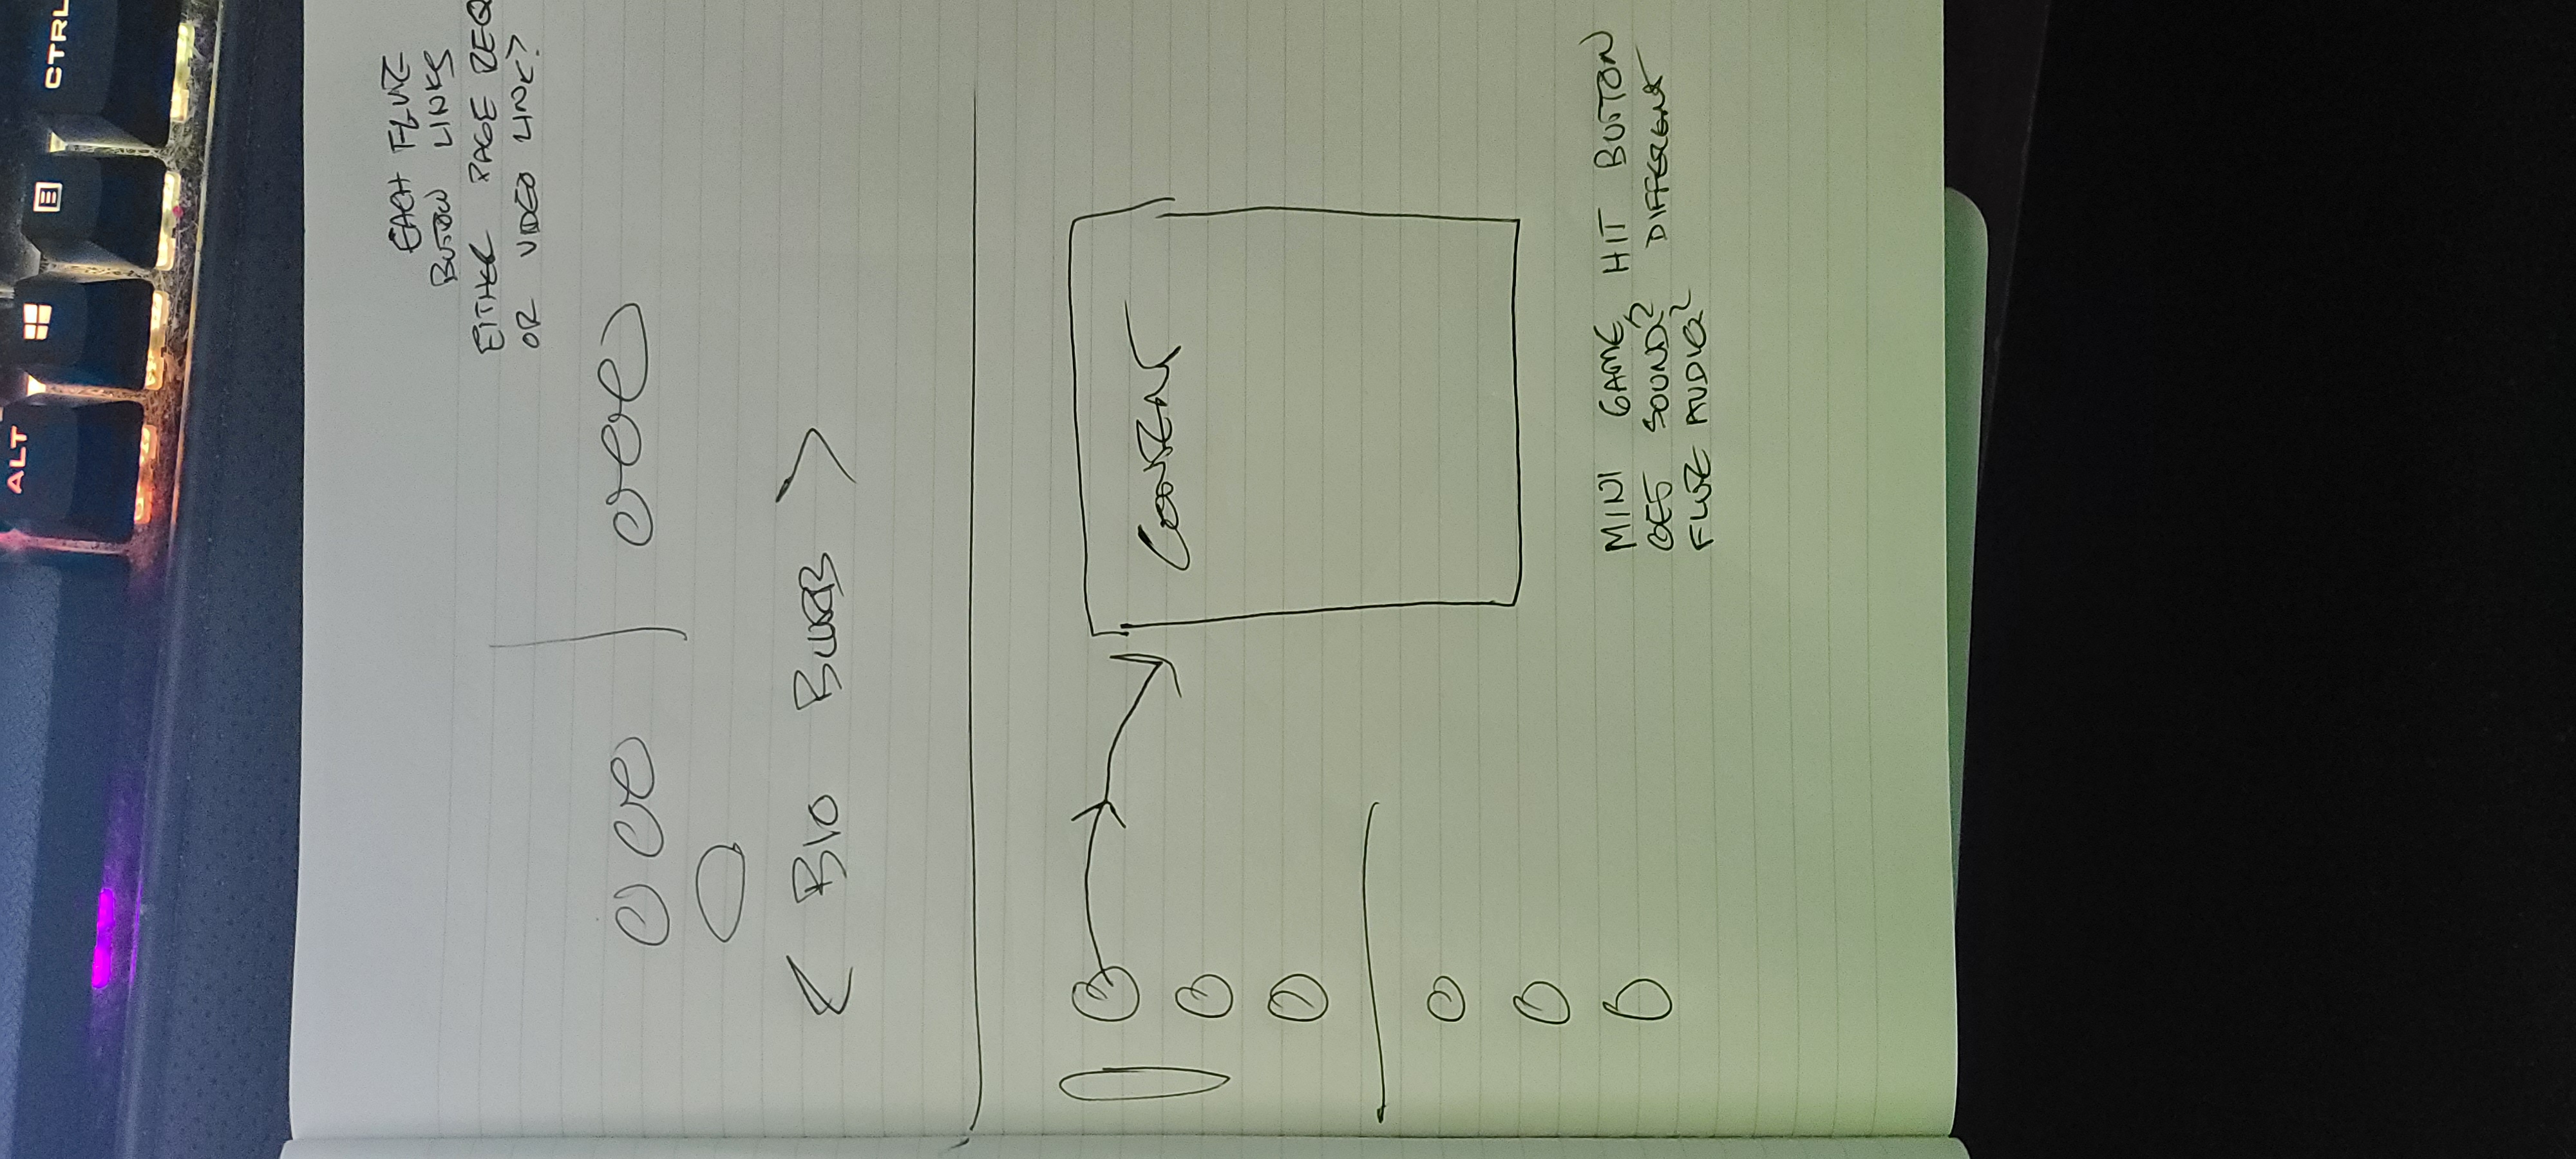 ALT
CTRL
EACH FLUTE
BUTTON LINKS
EITHER PAGE REQ
OR VIDEO LINK?
< BIO BLURB >
CONTENT
MINI GAME, HIT BUTTON
GET SOUND? DIFFERENT
FLUTE AUDIO?